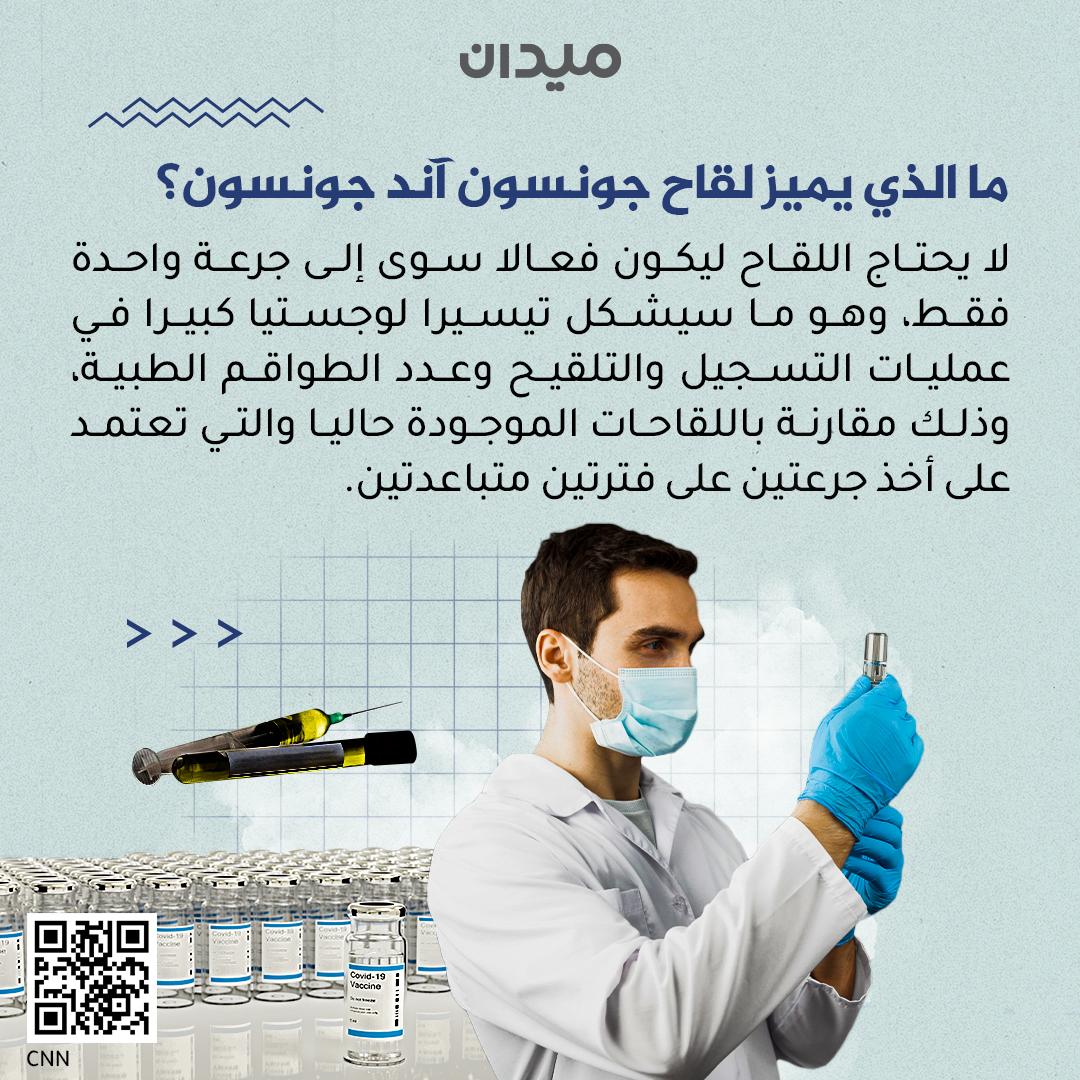 ميدان
ما الذي يميز لقاح جونسون آند جونسون؟
لا يحتاج اللقاح ليكون فعالا سوى إلى جرعة واحدة
فقط، وهو ما سيشكل تيسيرا لوجستيا كبيرا في
عمليات التسجيل والتلقيح وعدد الطواقم الطبية،
وذلك مقارنة باللقاحات الموجودة حاليا والتي تعتمد
على أخذ جرعتين على فترتين متباعدتين.
> > >
Covid-19
Vaccine
CNN